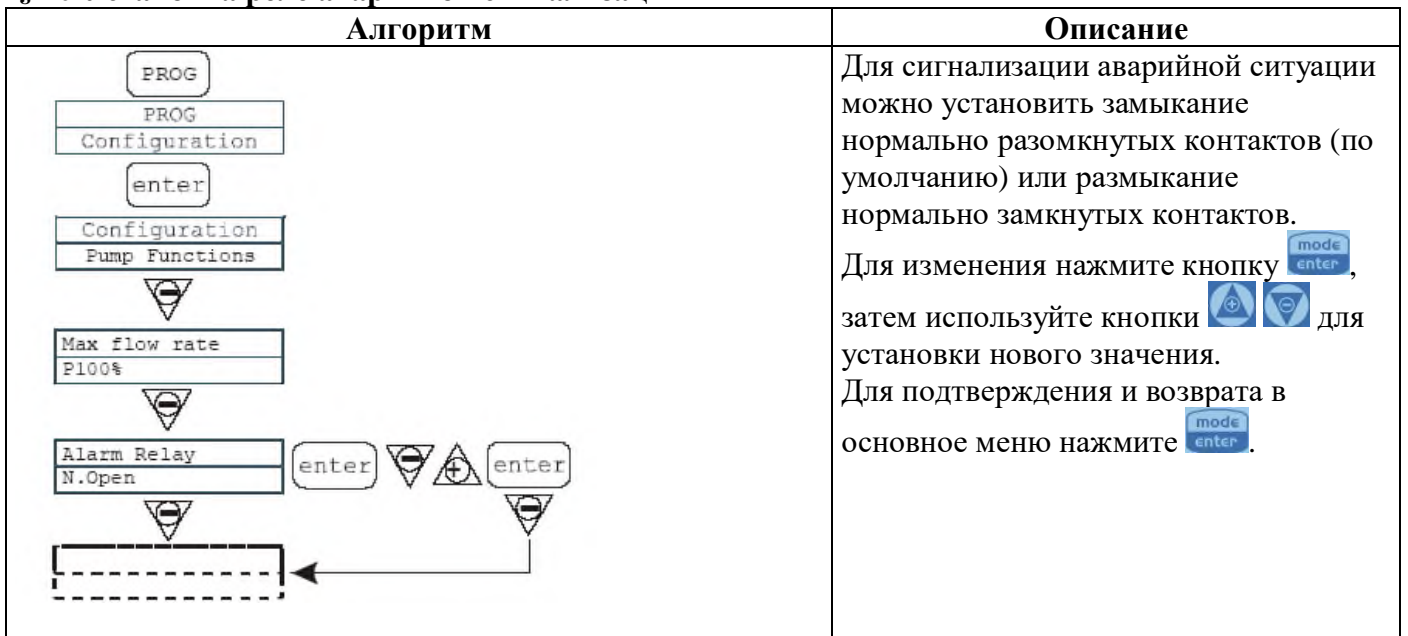 Алгоритм
Описание
PROG
PROG
Configuration
enter
Configuration
Pump Functions
Max flow rate
P100%
Alarm Relay
N.Open
enter
enter
Для сигнализации аварийной ситуации
можно установить замыкание
нормально разомкнутых контактов (по
умолчанию) или размыкание
нормально замкнутых контактов.
Для изменения нажмите кнопку mode enter,
затем используйте кнопки для
установки нового значения.
Для подтверждения и возврата в
основное меню нажмите mode enter.